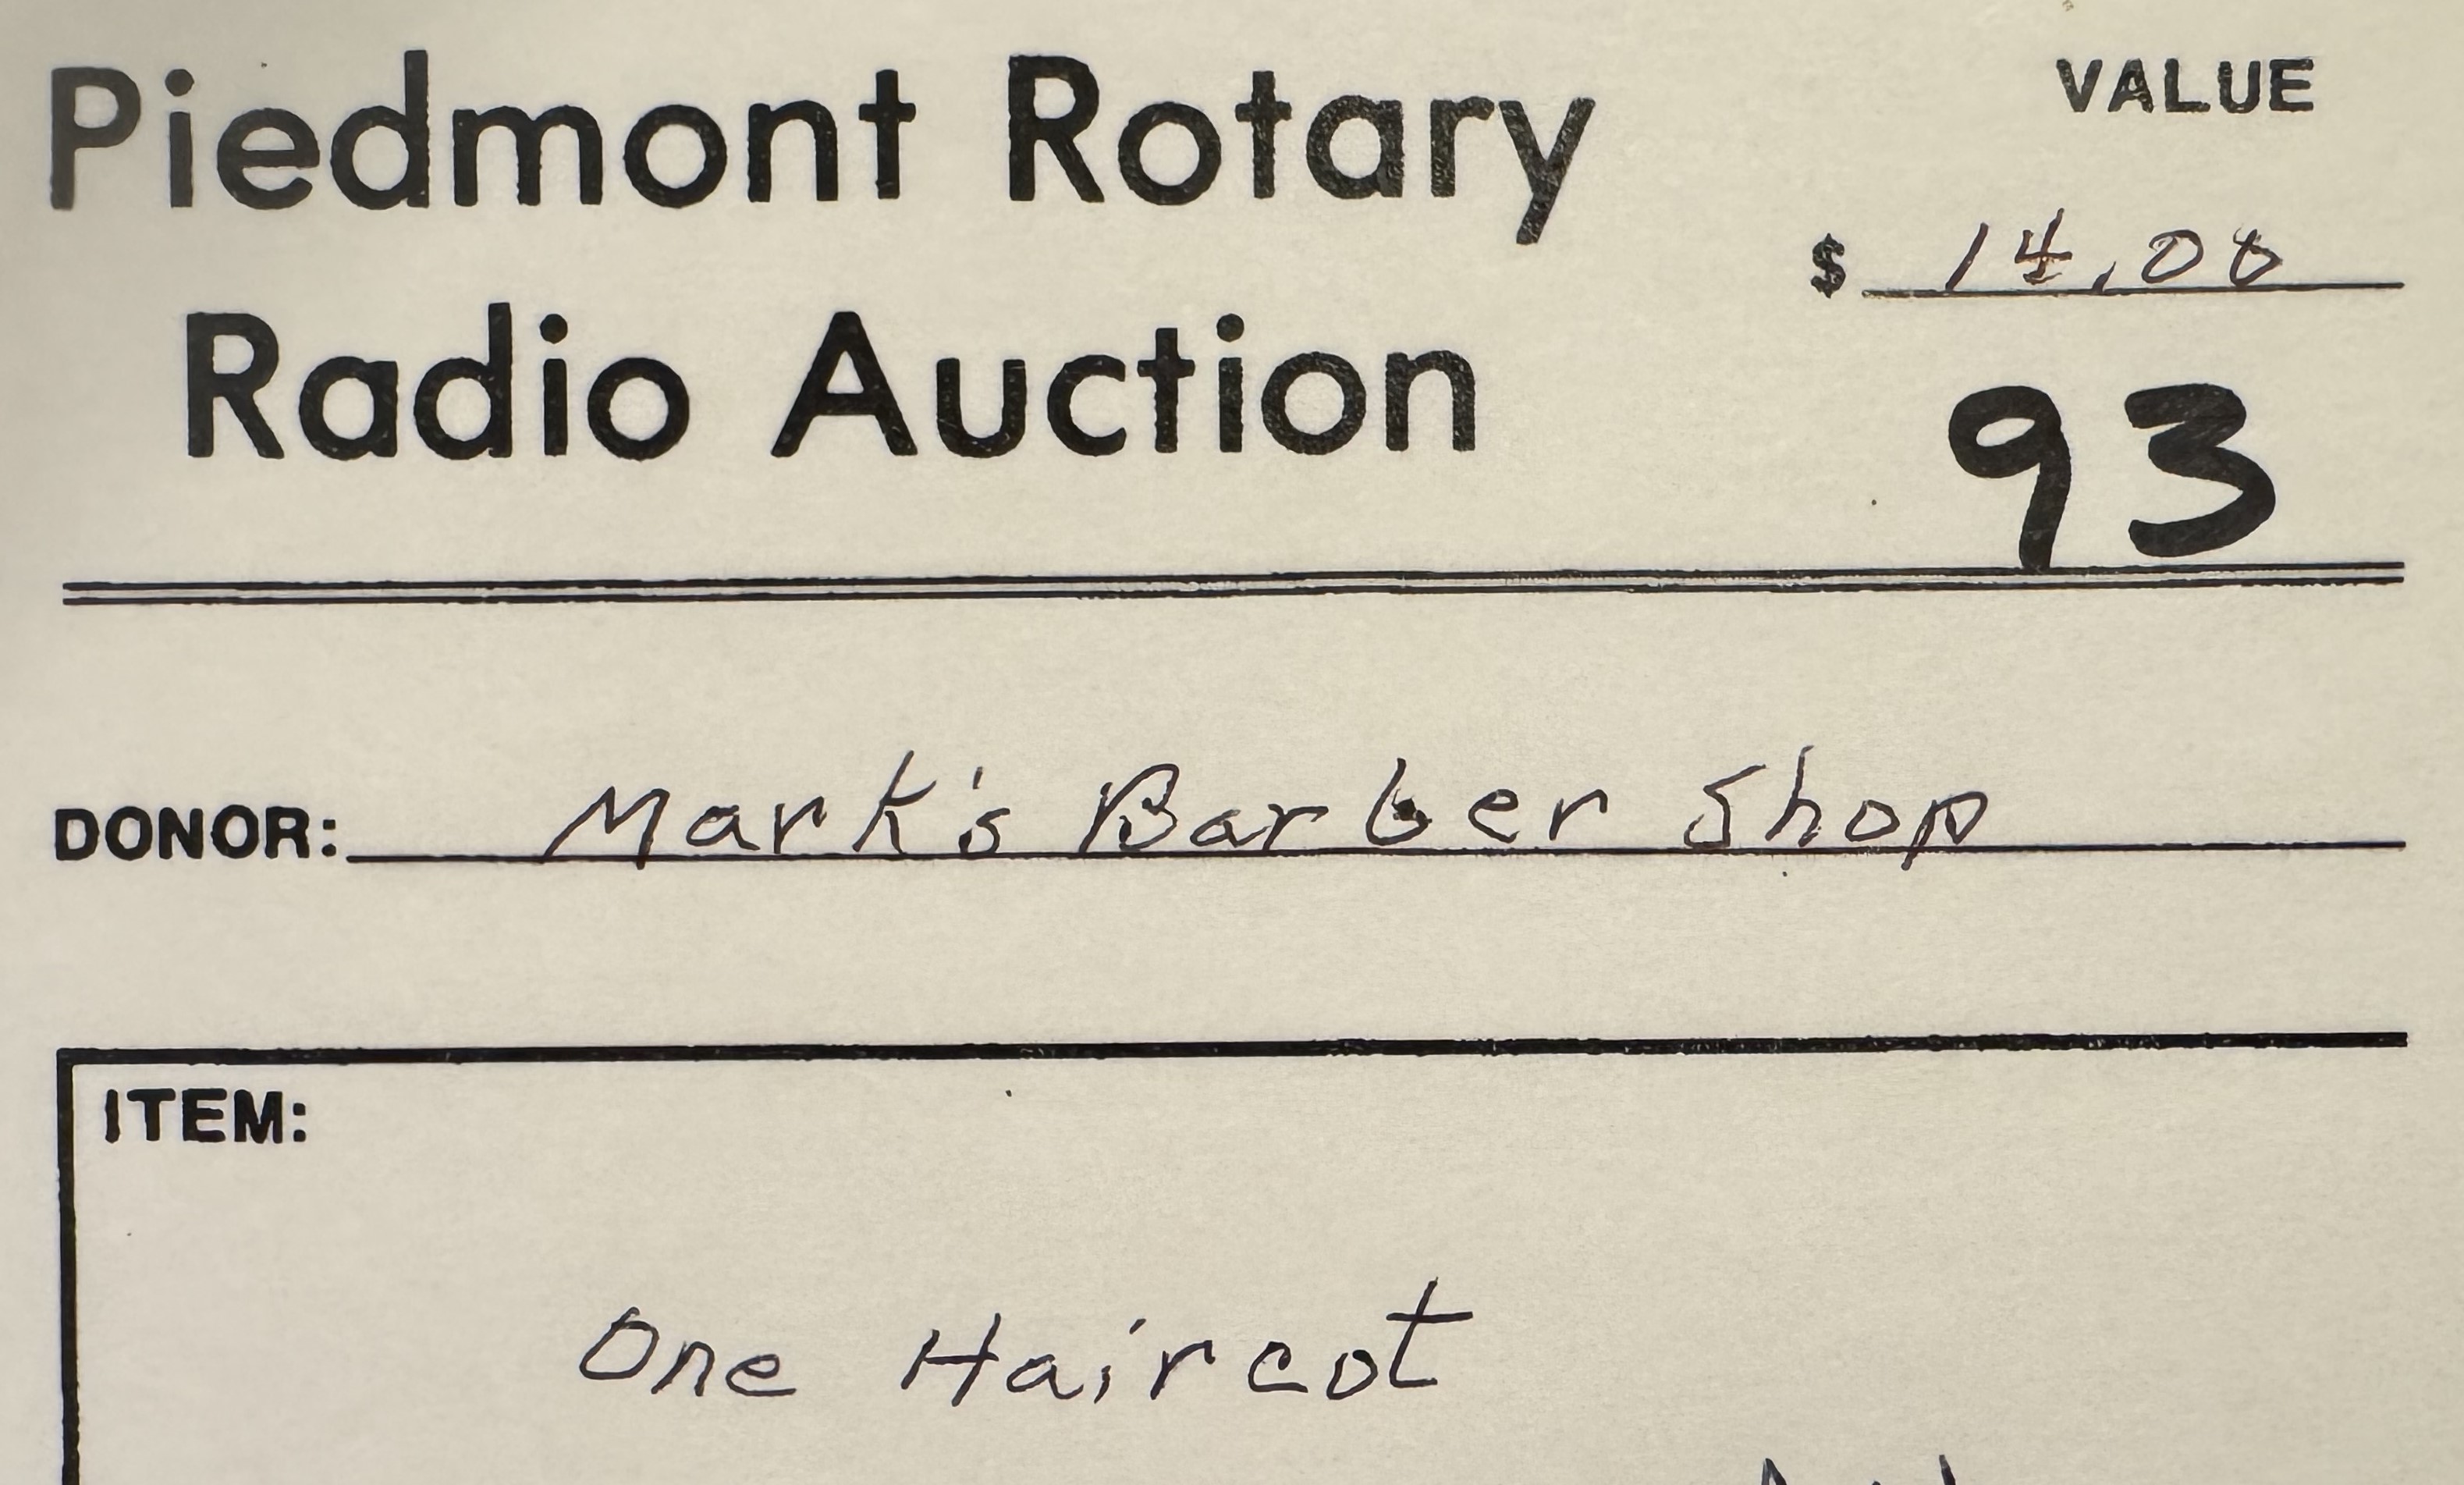 Piedmont Rotary
VALUE
$ 14.00
Radio Auction
93
DONOR: Mark's Barber Shop
ITEM:
One Haircut